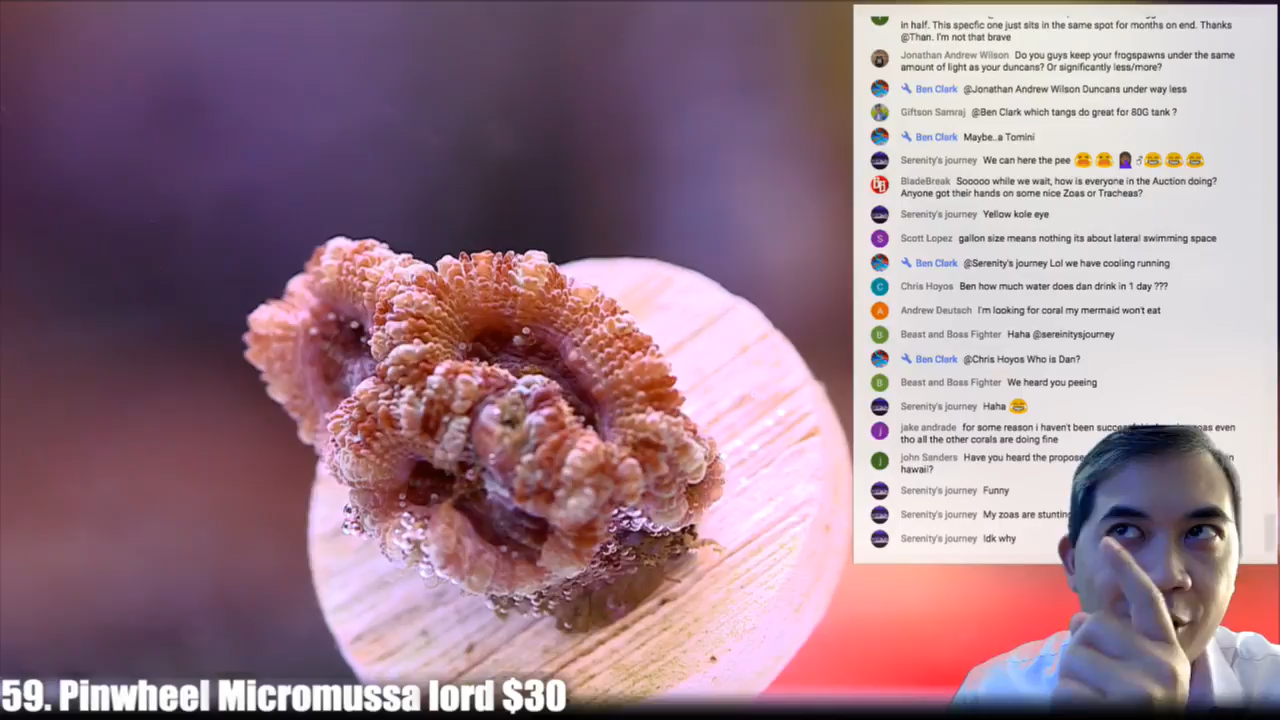 in half. This specfic one just sits in the same spot for months on end. Thanks
@Than. I'm not that brave
Jonathan Andrew Wilson Do you guys keep your frogspawns under the same
amount of light as your duncans? Or significantly less/more?
Ben Clark @Jonathan Andrew Wilson Duncans under way less
Giftson Samraj @Ben Clark which tangs do great for 80G tank ?
Ben Clark Maybe..a Tomini
Serenity's journey We can here the pee 😫😫🤦🏾‍♂😂😂😂
BladeBreak Sooooo while we wait, how is everyone in the Auction doing?
Anyone got their hands on some nice Zoas or Tracheas?
Serenity's journey Yellow kole eye
S Scott Lopez gallon size means nothing its about lateral swimming space
Ben Clark @Serenity's journey Lol we have cooling running
C Chris Hoyos Ben how much water does dan drink in 1 day ???
A Andrew Deutsch I'm looking for coral my mermaid won't eat
B Beast and Boss Fighter Haha @sereinitysjourney
Ben Clark @Chris Hoyos Who is Dan?
B Beast and Boss Fighter We heard you peeing
Serenity's journey Haha 😂
j jake andrade for some reason i haven't been even
tho all the other corals are doing fine
j john Sanders Have you heard the in
hawaii?
Serenity's journey Funny
Serenity's journey My zoas are stunting
Serenity's journey Idk why
59. Pinwheel Micromussa lord $30